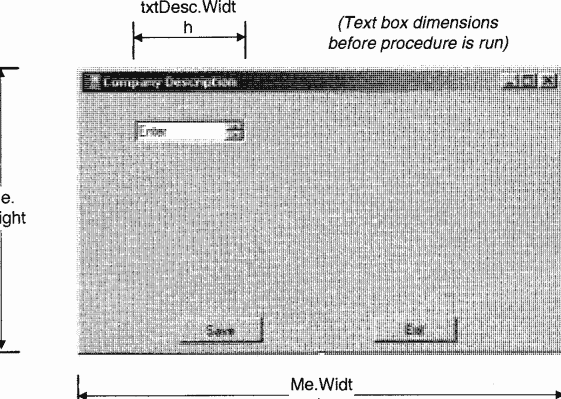 txtDesc.Widt
h
(Text box dimensions
before procedure is run)
Company Description
Enter
e.
ight
Save
Exit
Me.Widt